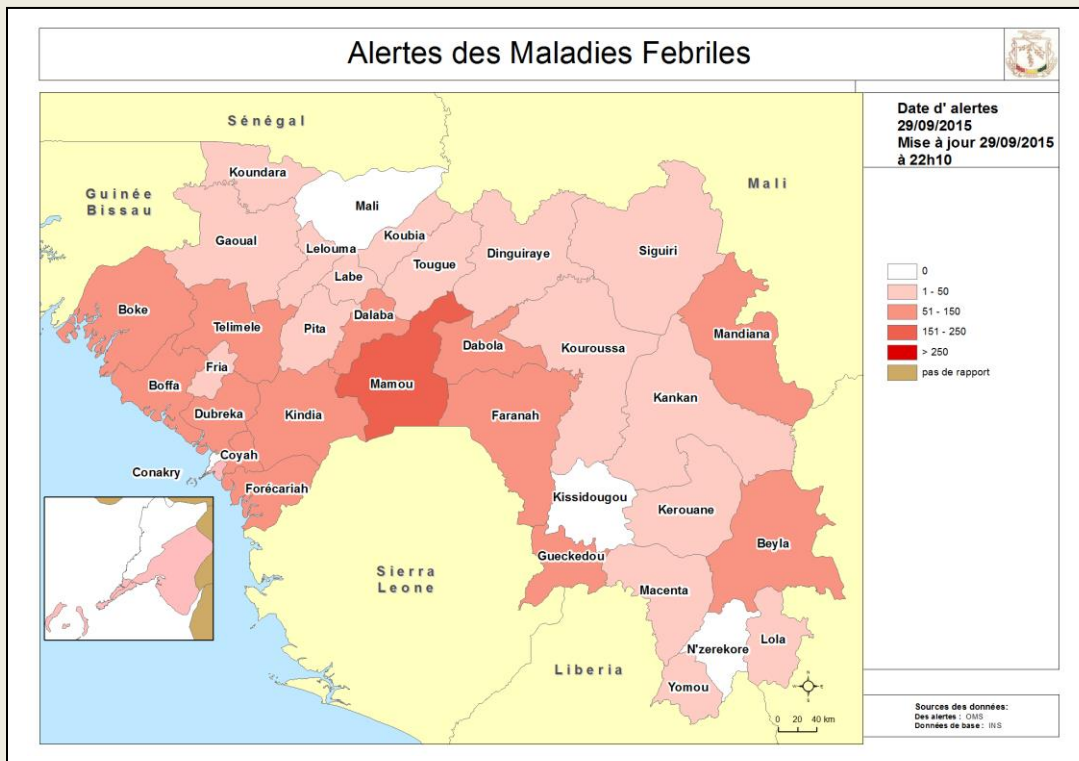 Alertes des Maladies Febriles
Date d' alertes
29/09/2015
Mise à jour 29/09/2015
à 22h10
Sénégal
Koundara
Mali
Guinée
Bissau
Mali
Koubia
Gaoual
Lelouma
Siguiri
Dinguiraye
Tougue
Labe
0
1 - 50
51 - 150
151 - 250
> 250
pas de rapport
Boke
Dalaba
Telimele
Pita
Mandiana
Dabola
Kouroussa
Fria
Boffa
Mamou
Kankan
Dubreka
Kindia
Faranah
Coyah
Conakry
Forécariah
Kissidougou
Kerouane
Beyla
Gueckedou
Sierra
Leone
Macenta
Lola
N'zerekore
Liberia
Yomou
N
W
E
S
0 20 40 km
Sources des données:
Des alertes : OMS
Données de base : INS